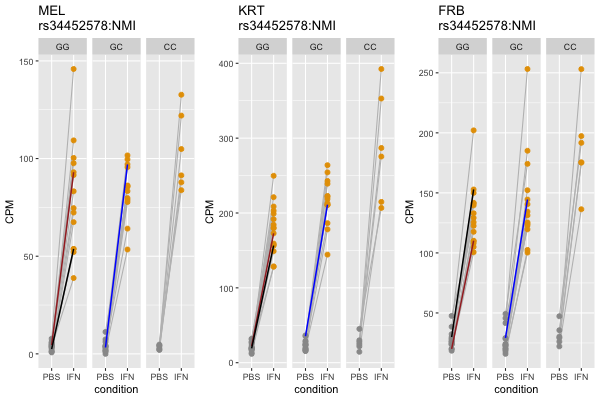 MEL
rs34452578:NMI
GG GC CC
150
100
50
0
CPM
PBS IFN PBS IFN PBS IFN
condition
KRT
rs34452578:NMI
GG GC CC
400
300
200
100
0
CPM
PBS IFN PBS IFN PBS IFN
condition
FRB
rs34452578:NMI
GG GC CC
250
200
150
100
50
CPM
PBS IFN PBS IFN PBS IFN
condition